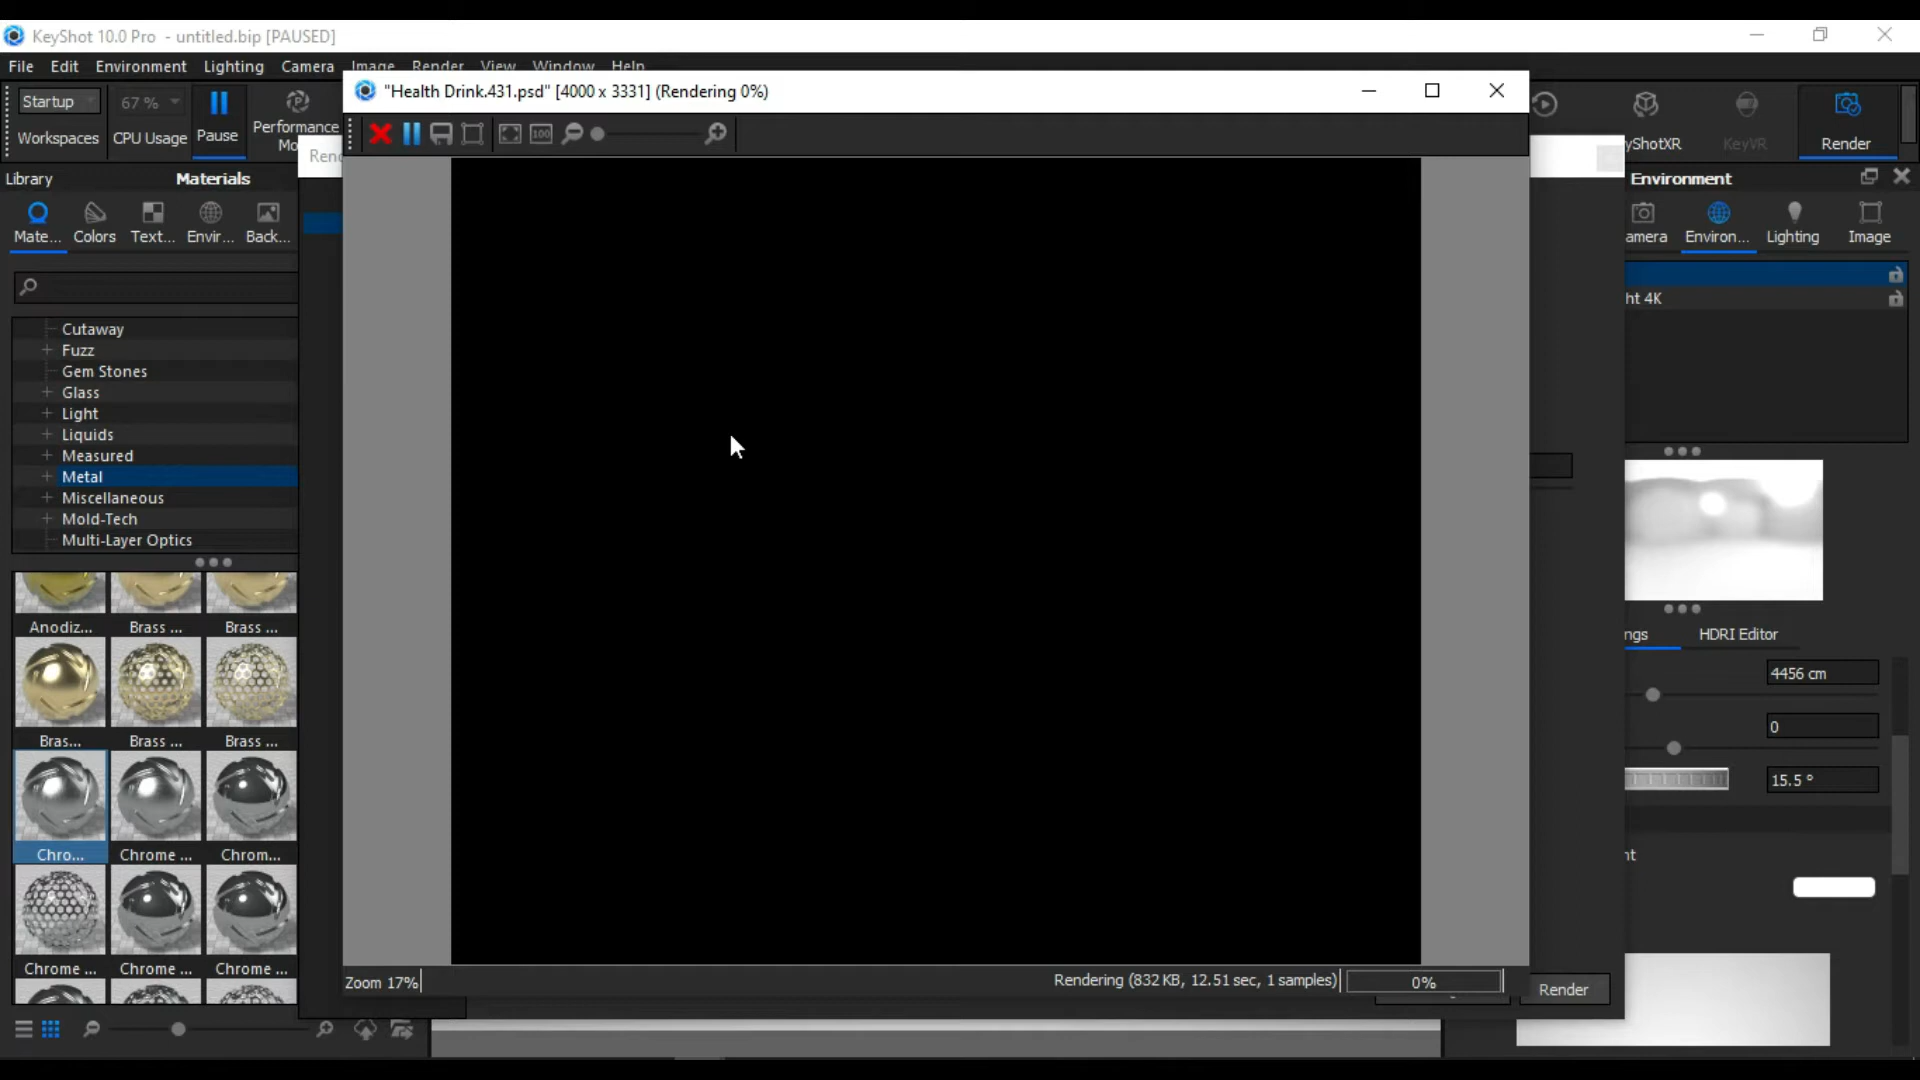 KeyShot 10.0 Pro - untitled.bip [PAUSED]
File Edit Environment Lighting Camera Image Render View Window Help
"Health Drink.431.psd" [4000 x 3331] (Rendering 0%)
Startup 67 % Pause Performance
Workspaces CPU Usage Mo
yShotXR KeyVR Render
100
Ren
Library Materials
Environment
Mate... Colors Text... Envir... Back...
amera Environ... Lighting Image
ht 4K
Cutaway
Fuzz
Gem Stones
Glass
Light
Liquids
Measured
Metal
Miscellaneous
Mold-Tech
Multi-Layer Optics
Anodiz... Brass ... Brass ...
Bras... Brass ... Brass ...
Chro... Chrome ... Chrom...
Chrome ... Chrome ... Chrome ...
ngs HDRI Editor
4456 cm
0
15.5 °
nt
Zoom 17%
Rendering (832 KB, 12.51 sec, 1 samples) 0%
Render